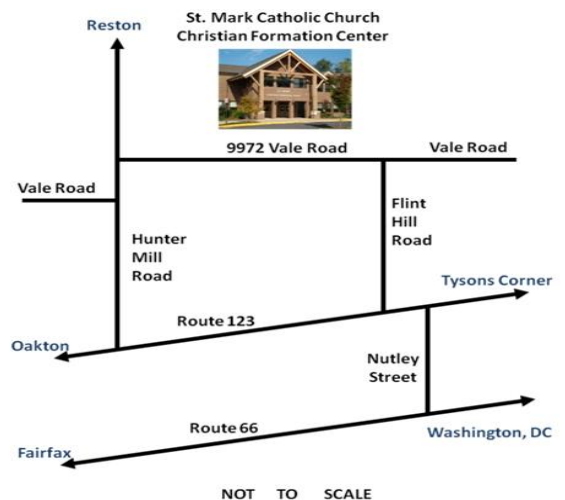 St. Mark Catholic Church
Christian Formation Center
Reston
9972 Vale Road
Vale Road
Vale Road
Flint
Hill
Road
Hunter
Mill
Road
Tysons Corner
Route 123
Oakton
Nutley
Street
Route 66
Washington, DC
Fairfax
NOT TO SCALE